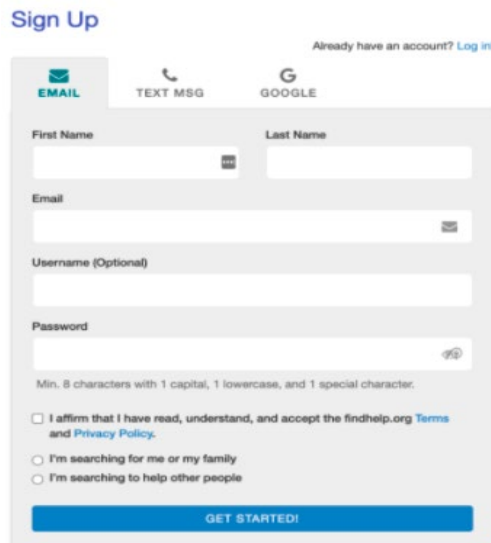 Sign Up
Already have an account? Log in
EMAIL
TEXT MSG
GOOGLE
First Name
Last Name
Email
Username (Optional)
Password
Min. 8 characters with 1 capital, 1 lowercase, and 1 special character.
I affirm that I have read, understand, and accept the findhelp.org Terms
and Privacy Policy.
I'm searching for me or my family
I'm searching to help other people
GET STARTED!